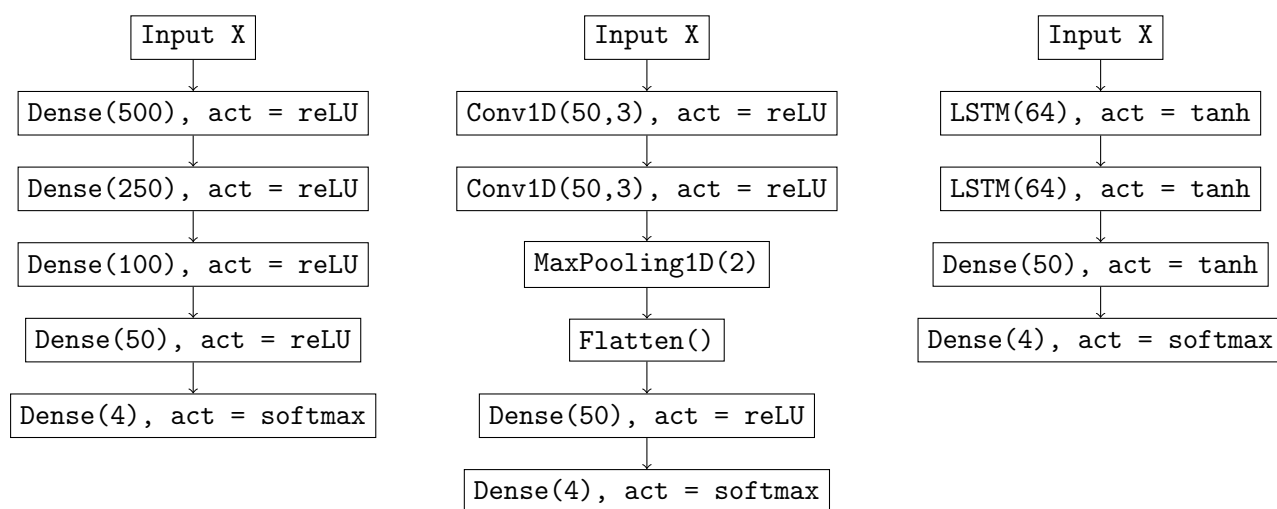 Input X
Dense(500), act = reLU
Dense(250), act = reLU
Dense(100), act = reLU
Dense(50), act = reLU
Dense(4), act = softmax
Input X
Conv1D(50,3), act = reLU
Conv1D(50,3), act = reLU
MaxPooling1D(2)
Flatten()
Dense(50), act = reLU
Dense(4), act = softmax
Input X
LSTM(64), act = tanh
LSTM(64), act = tanh
Dense(50), act = tanh
Dense(4), act = softmax